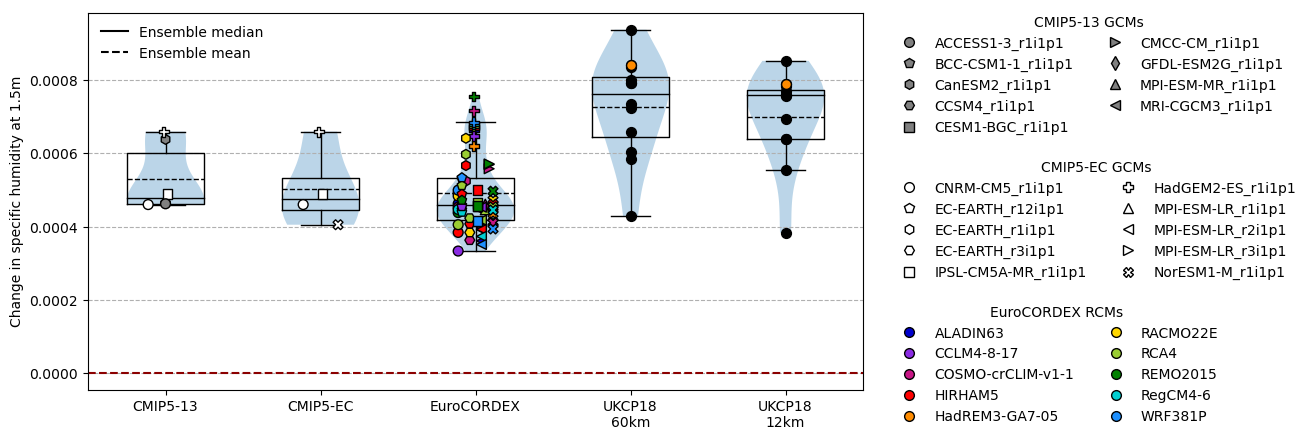 Change in specific humidity at 1.5m
0.0008
0.0006
0.0004
0.0002
0.0000
Ensemble median
Ensemble mean
CMIP5-13
CMIP5-EC
EuroCORDEX
UKCP18
60km
UKCP18
12km
CMIP5-13 GCMs
ACCESS1-3_r1i1p1
BCC-CSM1-1_r1i1p1
CanESM2_r1i1p1
CCSM4_r1i1p1
CESM1-BGC_r1i1p1
CMCC-CM_r1i1p1
GFDL-ESM2G_r1i1p1
MPI-ESM-MR_r1i1p1
MRI-CGCM3_r1i1p1
CMIP5-EC GCMs
CNRM-CM5_r1i1p1
EC-EARTH_r12i1p1
EC-EARTH_r1i1p1
EC-EARTH_r3i1p1
IPSL-CM5A-MR_r1i1p1
HadGEM2-ES_r1i1p1
MPI-ESM-LR_r1i1p1
MPI-ESM-LR_r2i1p1
MPI-ESM-LR_r3i1p1
NorESM1-M_r1i1p1
EuroCORDEX RCMs
ALADIN63
CCLM4-8-17
COSMO-crCLIM-v1-1
HIRHAM5
HadREM3-GA7-05
RACMO22E
RCA4
REMO2015
RegCM4-6
WRF381P